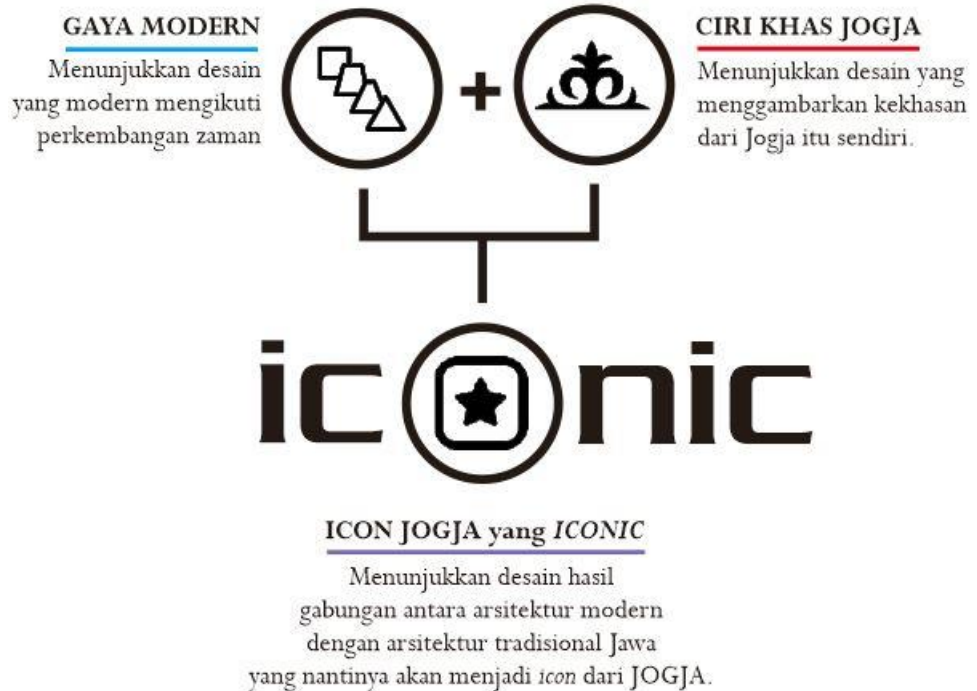 GAYA MODERN
Menunjukkan desain
yang modern mengikuti
perkembangan zaman
+
CIRI KHAS JOGJA
Menunjukkan desain yang
menggambarkan kekhasan
dari Jogja itu sendiri.
iconic
ICON JOGJA yang ICONIC
Menunjukkan desain hasil
gabungan antara arsitektur modern
dengan arsitektur tradisional Jawa
yang nantinya akan menjadi icon dari JOGJA.